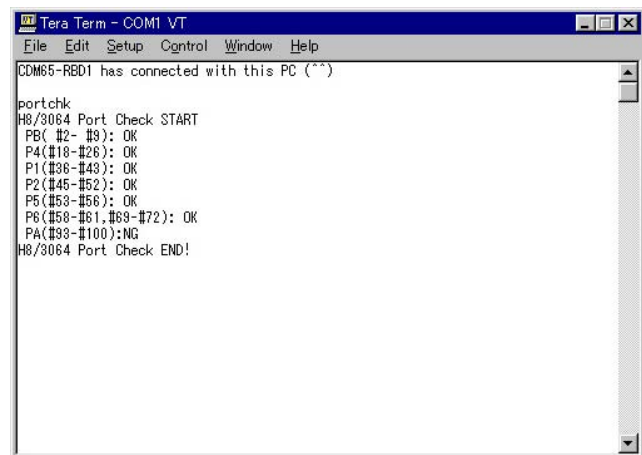 Tera Term - COM1 VT
File Edit Setup Control Window Help
CDM65-RBD1 has connected with this PC (^^)
portchk
H8/3064 Port Check START
PB( #2- #9): OK
P4(#18-#26): OK
P1(#36-#43): OK
P2(#45-#52): OK
P5(#53-#56): OK
P6(#58-#61,#69-#72): OK
PA(#93-#100):NG
H8/3064 Port Check END!